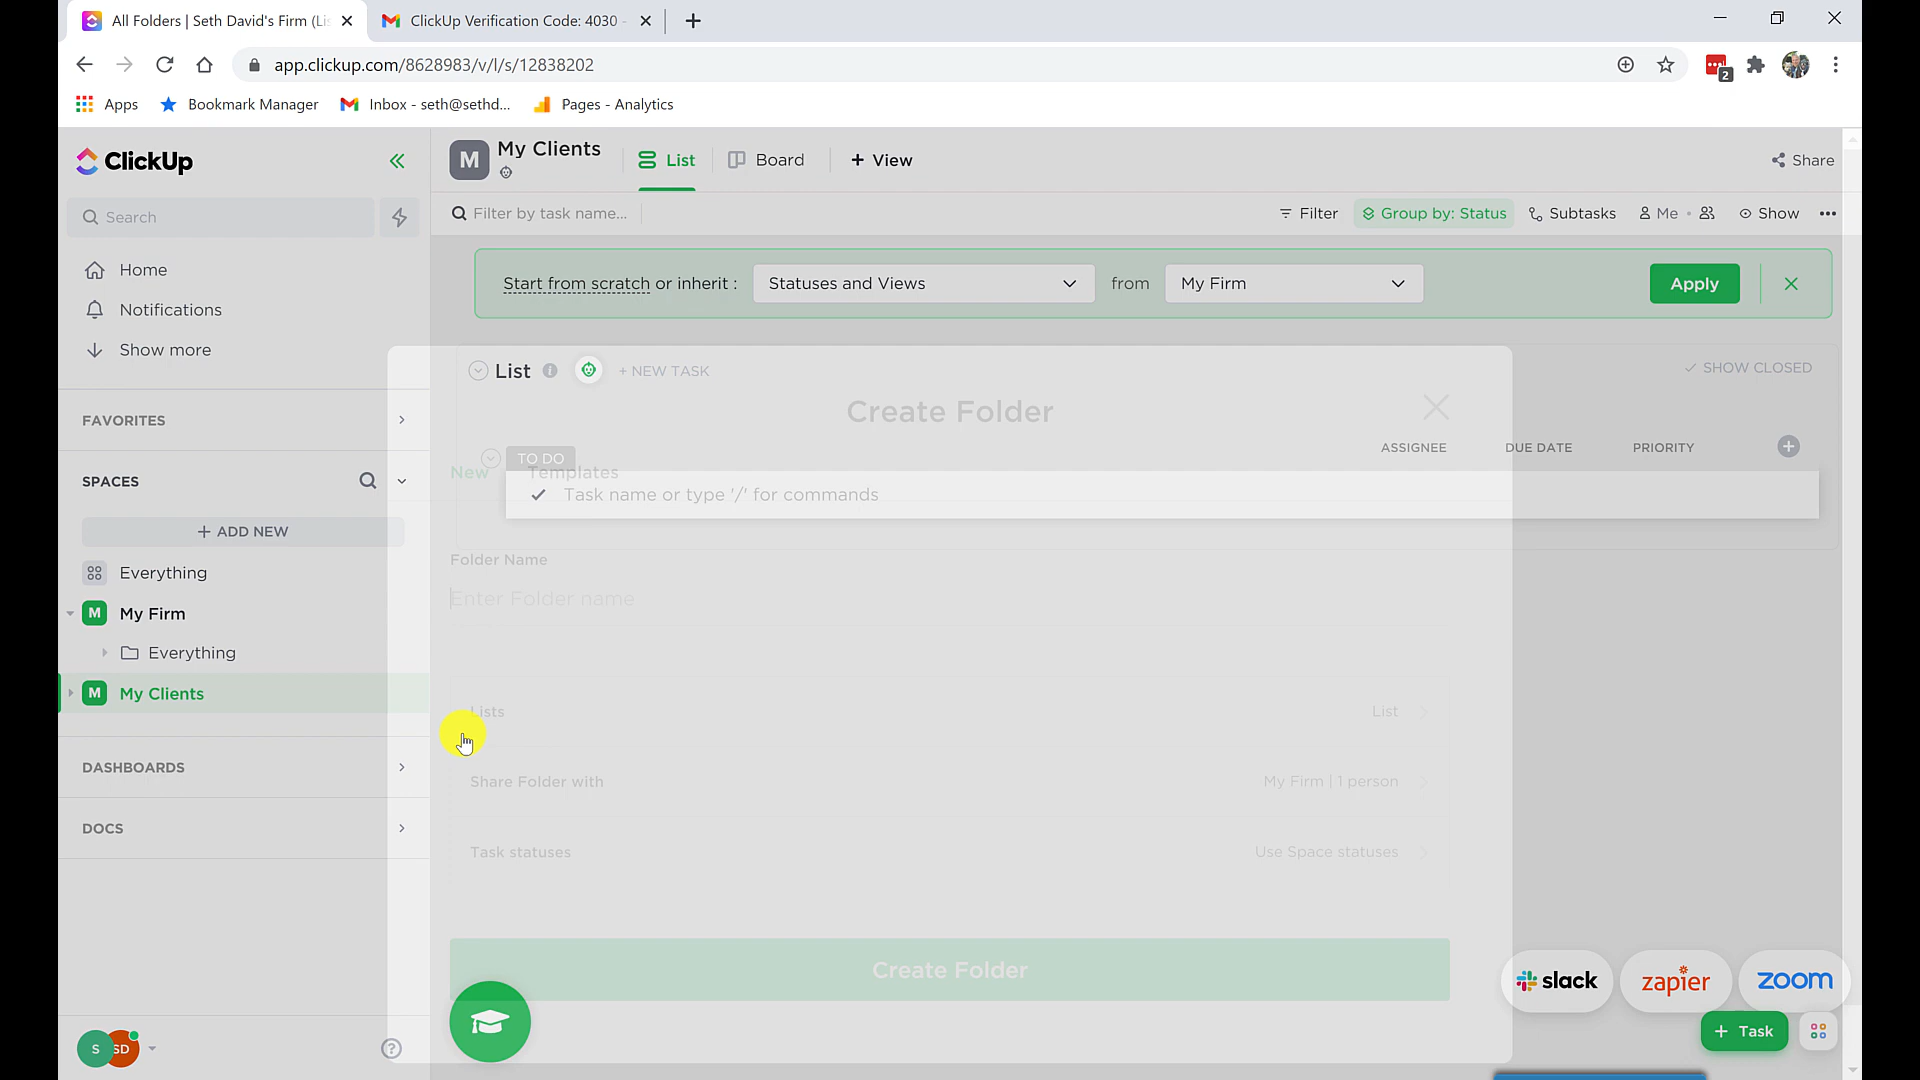 All Folders | Seth David's Firm (Li
ClickUp Verification Code: 4030 -
app.clickup.com/8628983/v/l/s/12838202
2
Apps
Bookmark Manager
Inbox - seth@sethd...
Pages - Analytics
ClickUp
M
My Clients
List
Board
+ View
Share
Search
Filter by task name...
Filter
Group by: Status
Subtasks
Me
Show
Home
Start from scratch or inherit :
Statuses and Views
from
My Firm
Apply
Notifications
Show more
List
+ NEW TASK
SHOW CLOSED
Create Folder
FAVORITES
ASSIGNEE
DUE DATE
PRIORITY
TO DO
New
Templates
SPACES
Task name or type '/' for commands
+ ADD NEW
Folder Name
Everything
Enter Folder name
M
My Firm
Everything
M
My Clients
Lists
List
DASHBOARDS
Share Folder with
My Firm | 1 person
DOCS
Task statuses
Use Space statuses
Create Folder
slack
zapier
zoom
+ Task
S
SD